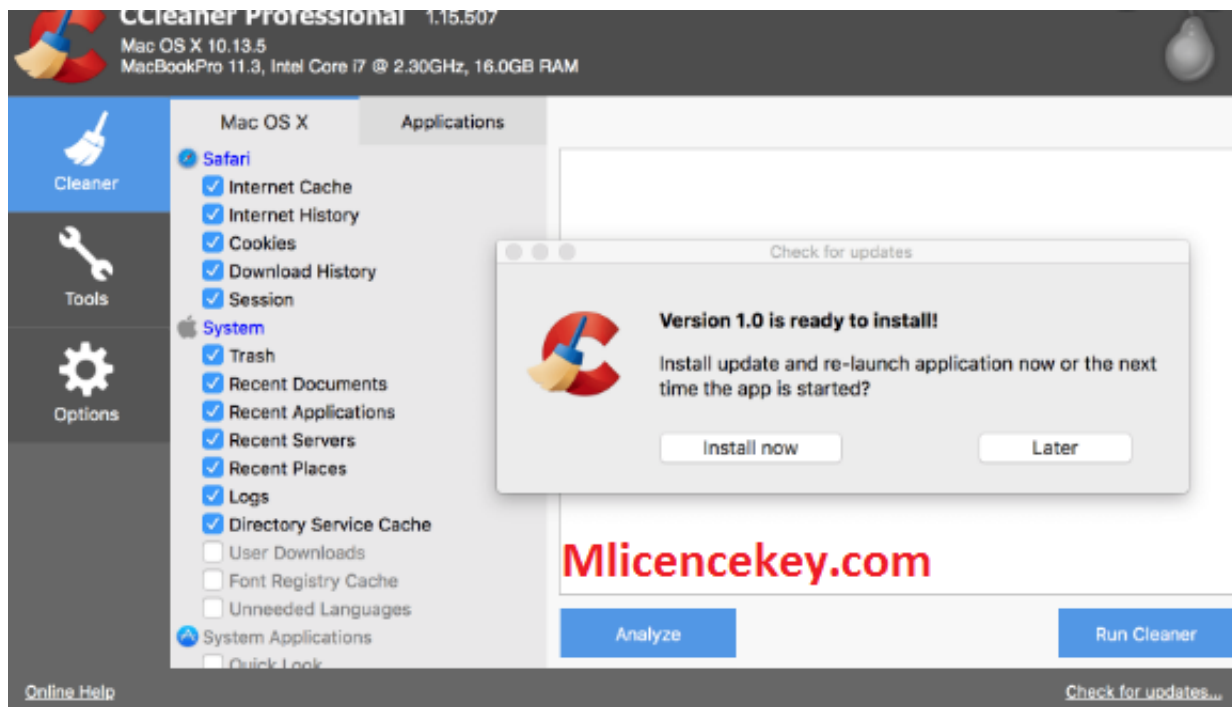 CCleaner Professional 1.15.507
Mac OS X 10.13.5
MacBookPro 11.3, Intel Core i7 @ 2.30GHz, 16.0GB RAM
Cleaner
Tools
Options
Mac OS X
Applications
Safari
Internet Cache
Internet History
Cookies
Download History
Session
System
Trash
Recent Documents
Recent Applications
Recent Servers
Recent Places
Logs
Directory Service Cache
User Downloads
Font Registry Cache
Unneeded Languages
System Applications
Quick Look
Check for updates
Version 1.0 is ready to install!
Install update and re-launch application now or the next
time the app is started?
Install now
Later
Mlicencekey.com
Analyze
Run Cleaner
Online Help
Check for updates...